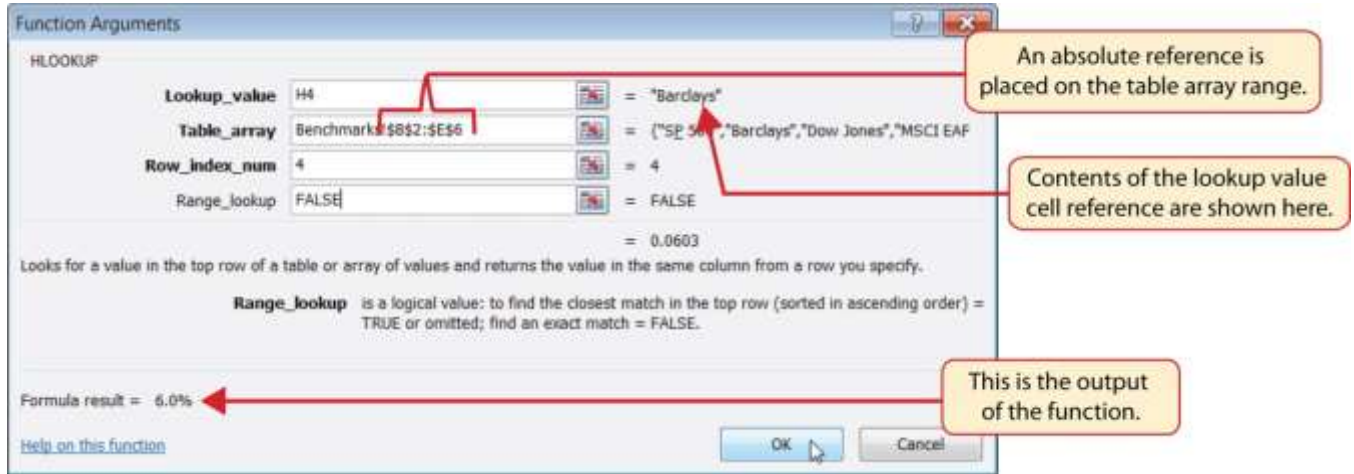 Function Arguments
HLOOKUP
Lookup_value H4 = "Barclays"
Table_array Benchmarks!$B$2:$E$6 = {"SP 500","Barclays","Dow Jones","MSCI EAF
Row_index_num 4 = 4
Range_lookup FALSE = FALSE
= 0.0603
Looks for a value in the top row of a table or array of values and returns the value in the same column from a row you specify.
Range_lookup is a logical value: to find the closest match in the top row (sorted in ascending order) =
TRUE or omitted; find an exact match = FALSE.
Formula result = 6.0%
Help on this function
OK
Cancel
An absolute reference is
placed on the table array range.
Contents of the lookup value
cell reference are shown here.
This is the output
of the function.